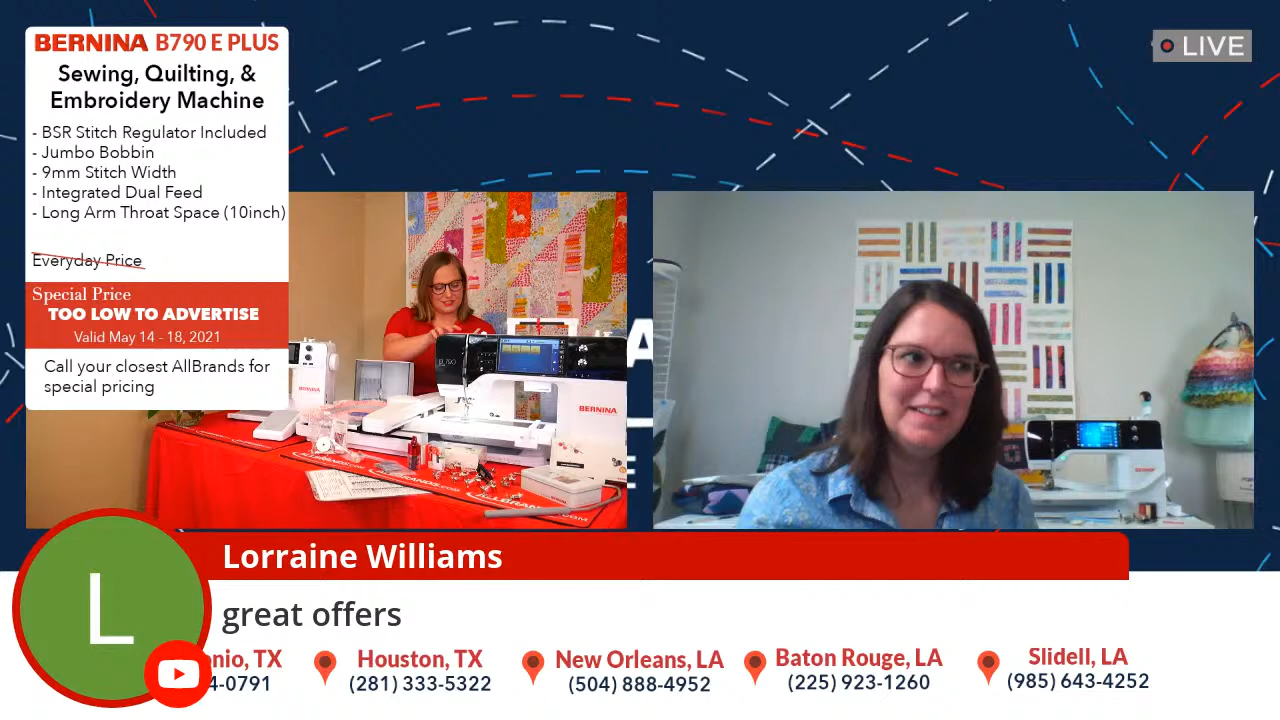 BERNINA B790 E PLUS
Sewing, Quilting, &
Embroidery Machine
- BSR Stitch Regulator Included
- Jumbo Bobbin
- 9mm Stitch Width
- Integrated Dual Feed
- Long Arm Throat Space (10inch)
Everyday Price
Special Price
TOO LOW TO ADVERTISE
Valid May 14 - 18, 2021
Call your closest AllBrands for
special pricing
LIVE
BERNINA
BERNINA
Lorraine Williams
L
great offers
TX
Houston, TX
New Orleans, LA
Baton Rouge, LA
Slidell, LA
4-0791
(281) 333-5322
(504) 888-4952
(225) 923-1260
(985) 643-4252